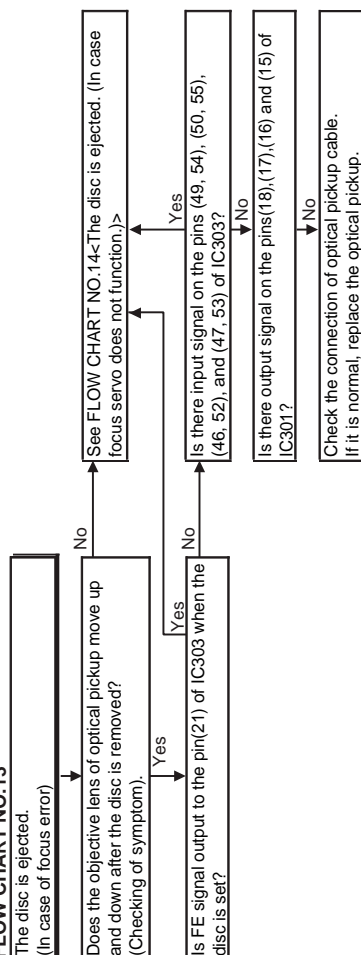 FLOW CHART NO.13
The disc is ejected.
(In case of focus error)
Does the objective lens of optical pickup move up
and down after the disc is removed?
(Checking of symptom).
No
See FLOW CHART NO.14<The disc is ejected. (In case
focus servo does not function.)>
Yes
Is FE signal output to the pin(21) of IC303 when the
disc is set?
Yes
No
Is there input signal on the pins (49, 54), (50, 55),
(46, 52), and (47, 53) of IC303?
Yes
No
Is there output signal on the pins(18),(17),(16) and (15) of
IC301?
No
Check the connection of optical pickup cable.
If it is normal, replace the optical pickup.